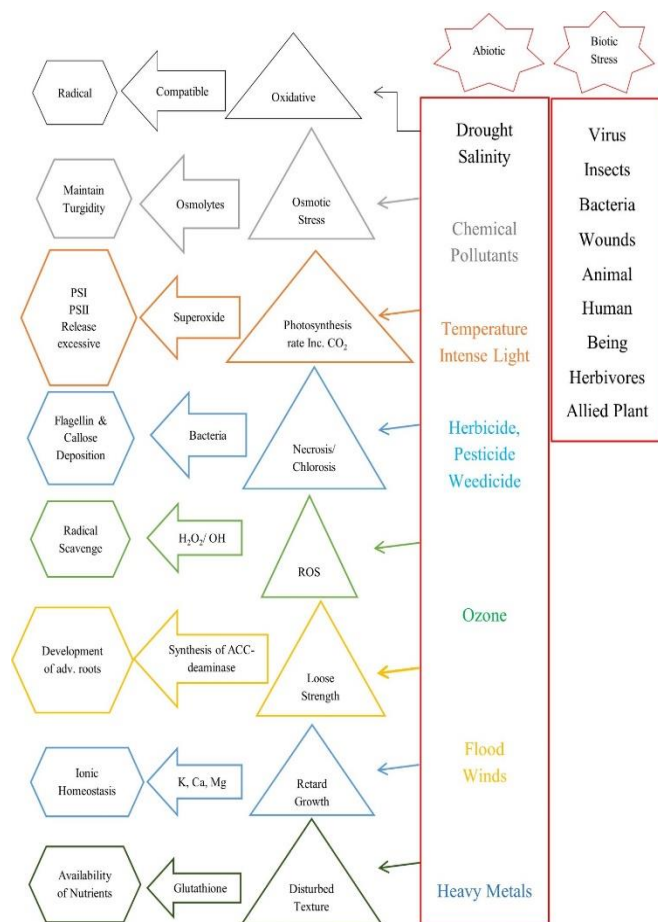 Abiotic
Biotic
Stress
Radical
Compatible
Oxidative
Drought
Salinity
Virus
Insects
Bacteria
Wounds
Animal
Human
Being
Herbivores
Allied Plant
Maintain
Turgidity
Osmolytes
Osmotic
Stress
Chemical
Pollutants
PSI
PSII
Release
excessive
Superoxide
Photosynthesis
rate Inc. CO₂
Temperature
Intense Light
Flagellin &
Callose
Deposition
Bacteria
Necrosis/
Chlorosis
Herbicide,
Pesticide
Weedicide
Radical
Scavenge
H₂O₂/ OH
ROS
Ozone
Development
of adv. roots
Synthesis of ACC-
deaminase
Loose
Strength
Flood
Winds
Ionic
Homeostasis
K, Ca, Mg
Retard
Growth
Heavy Metals
Availability
of Nutrients
Glutathione
Disturbed
Texture